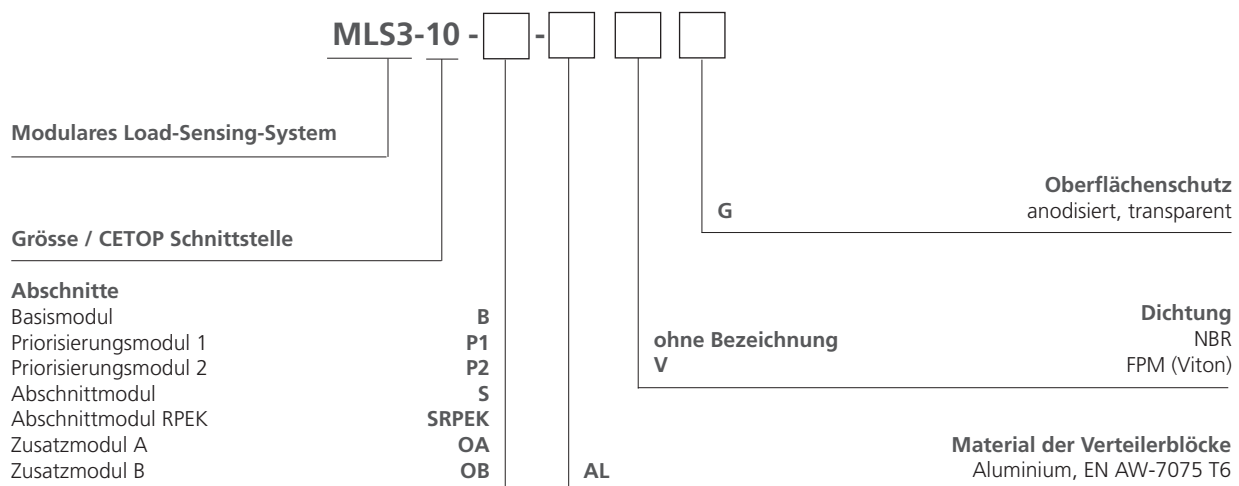 MLS3-10 - -
Modulares Load-Sensing-System
Oberflächenschutz
G anodisiert, transparent
Grösse / CETOP Schnittstelle
Abschnitte
Basismodul B
Priorisierungsmodul 1 P1
Priorisierungsmodul 2 P2
Abschnittmodul S
Abschnittmodul RPEK SRPEK
Zusatzmodul A OA
Zusatzmodul B OB
Dichtung
ohne Bezeichnung NBR
V FPM (Viton)
Material der Verteilerblöcke
AL Aluminium, EN AW-7075 T6